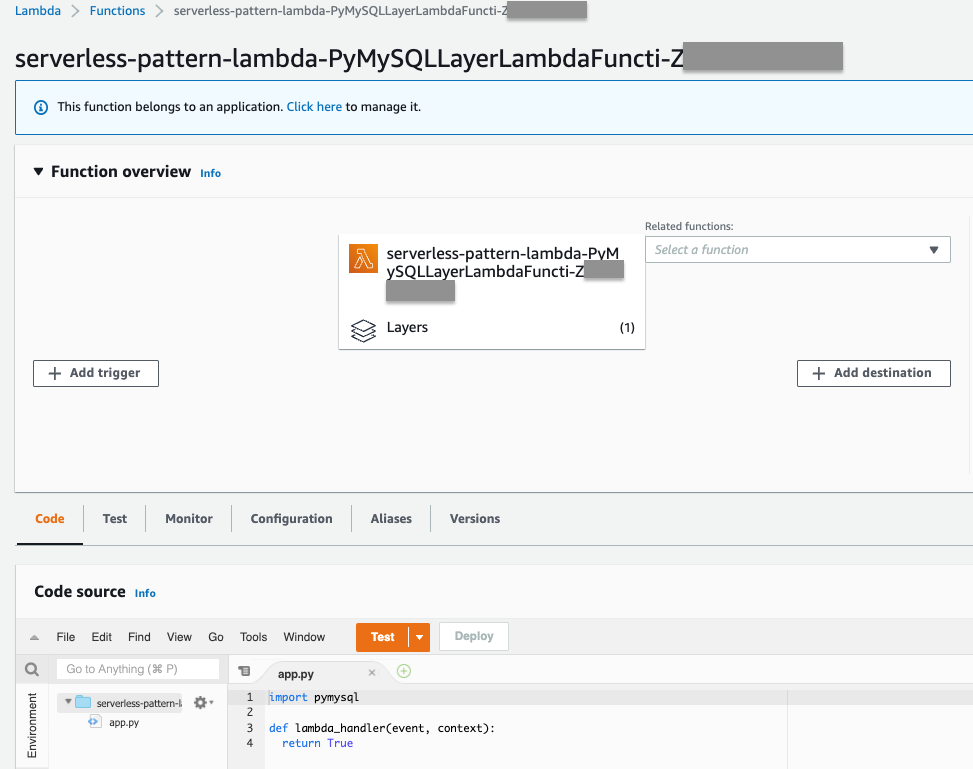 Lambda > Functions > serverless-pattern-lambda-PyMySQLLayerLambdaFuncti-Z
serverless-pattern-lambda-PyMySQLLayerLambdaFuncti-Z
This function belongs to an application. Click here to manage it.
Function overview Info
Related functions:
Select a function
serverless-pattern-lambda-PyM
ySQLLayerLambdaFuncti-Z
Layers (1)
+ Add trigger
+ Add destination
Code Test Monitor Configuration Aliases Versions
Code source Info
File Edit Find View Go Tools Window Test Deploy
Go to Anything (⌘ P)
app.py
Environment
serverless-pattern-l
app.py
1 import pymysql
2
3 def lambda_handler(event, context):
4 return True